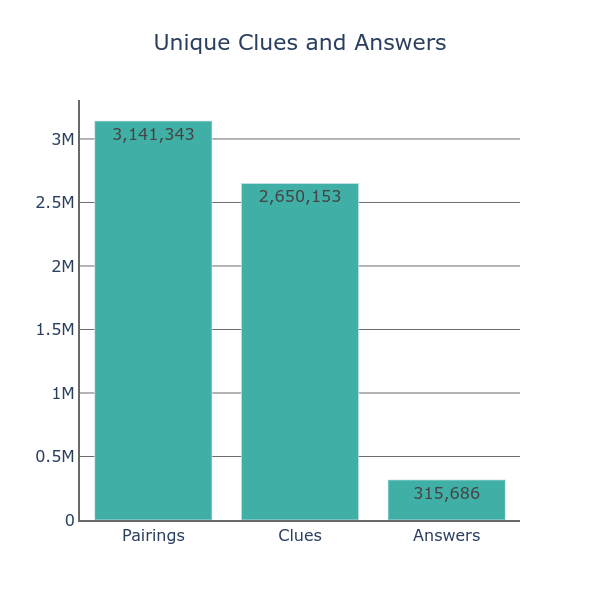 Unique Clues and Answers
3M
3,141,343
2.5M
2,650,153
2M
1.5M
1M
0.5M
315,686
0
Pairings
Clues
Answers